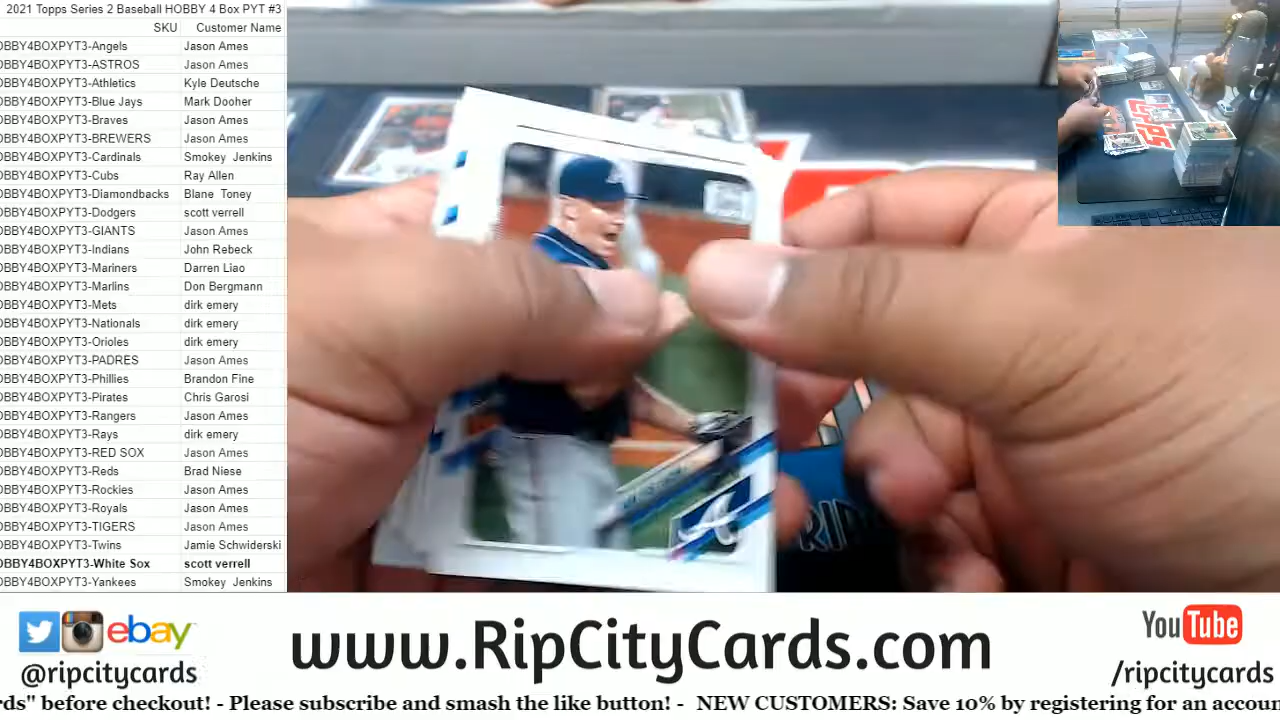 2021 Topps Series 2 Baseball HOBBY 4 Box PYT #3
SKU Customer Name
OBBY4BOXPYT3-Angels Jason Ames
OBBY4BOXPYT3-ASTROS Jason Ames
OBBY4BOXPYT3-Athletics Kyle Deutsche
OBBY4BOXPYT3-Blue Jays Mark Dooher
OBBY4BOXPYT3-Braves Jason Ames
OBBY4BOXPYT3-BREWERS Jason Ames
OBBY4BOXPYT3-Cardinals Smokey Jenkins
OBBY4BOXPYT3-Cubs Ray Allen
OBBY4BOXPYT3-Diamondbacks Blane Toney
OBBY4BOXPYT3-Dodgers scott verrell
OBBY4BOXPYT3-GIANTS Jason Ames
OBBY4BOXPYT3-Indians John Rebeck
OBBY4BOXPYT3-Mariners Darren Liao
OBBY4BOXPYT3-Marlins Don Bergmann
OBBY4BOXPYT3-Mets dirk emery
OBBY4BOXPYT3-Nationals dirk emery
OBBY4BOXPYT3-Orioles dirk emery
OBBY4BOXPYT3-PADRES Jason Ames
OBBY4BOXPYT3-Phillies Brandon Fine
OBBY4BOXPYT3-Pirates Chris Garosi
OBBY4BOXPYT3-Rangers Jason Ames
OBBY4BOXPYT3-Rays dirk emery
OBBY4BOXPYT3-RED SOX Jason Ames
OBBY4BOXPYT3-Reds Brad Niese
OBBY4BOXPYT3-Rockies Jason Ames
OBBY4BOXPYT3-Royals Jason Ames
OBBY4BOXPYT3-TIGERS Jason Ames
OBBY4BOXPYT3-Twins Jamie Schwiderski
OBBY4BOXPYT3-White Sox scott verrell
OBBY4BOXPYT3-Yankees Smokey Jenkins
topps
ebay
@ripcitycards
www.RipCityCards.com
YouTube
/ripcitycards
rds" before checkout! - Please subscribe and smash the like button! - NEW CUSTOMERS: Save 10% by registering for an accoun